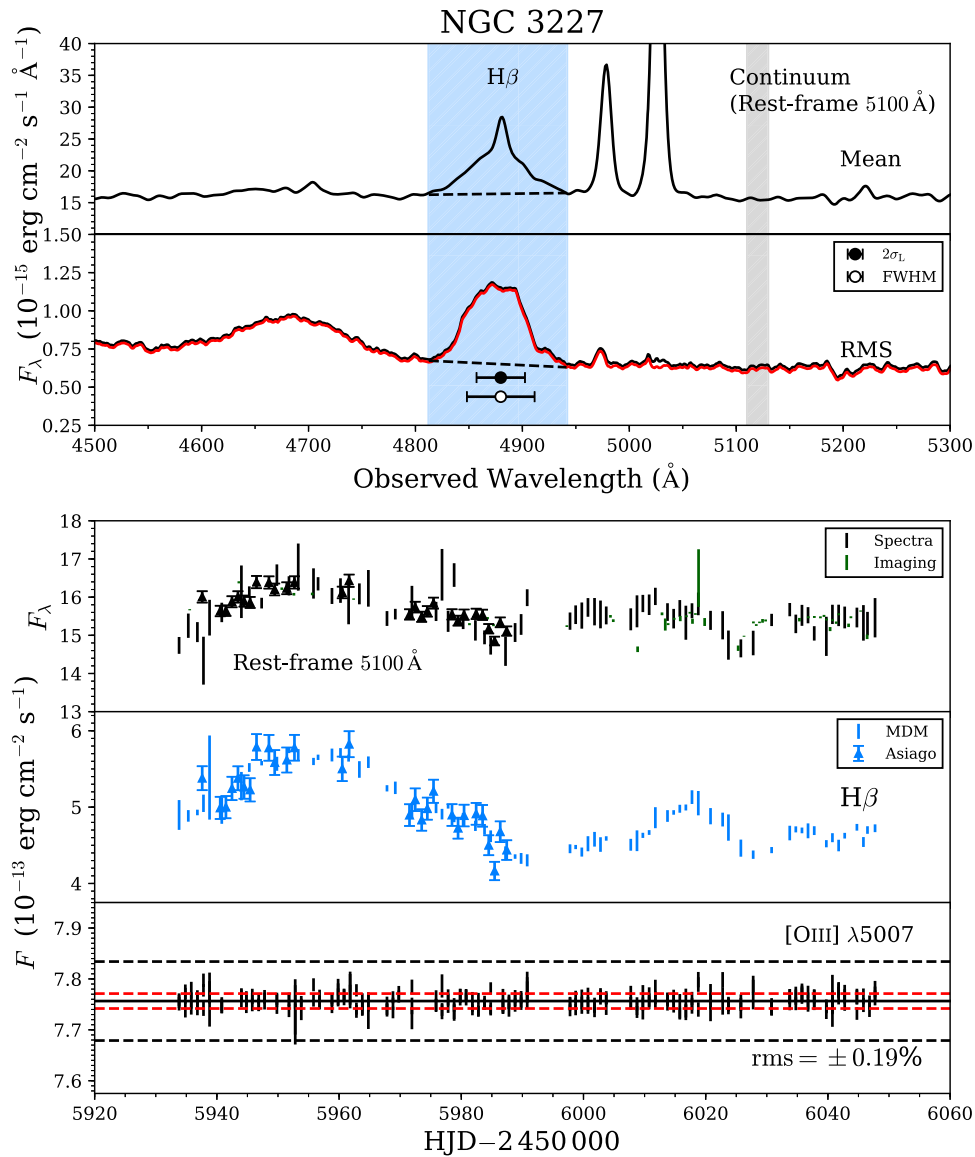 NGC 3227
40
35
30
25
20
15
Hβ
Continuum
(Rest-frame 5100 Å)
Mean
1.50
1.25
1.00
0.75
0.50
0.25
2σL
FWHM
RMS
Fλ (10−15 erg cm−2 s−1 Å−1)
4500 4600 4700 4800 4900 5000 5100 5200 5300
Observed Wavelength (Å)
18
17
16
15
14
13
Fλ
Spectra
Imaging
Rest-frame 5100 Å
6
5
4
MDM
Asiago
Hβ
F (10−13 erg cm−2 s−1)
7.9
7.8
7.7
7.6
[OIII] λ5007
rms = ±0.19%
5920 5940 5960 5980 6000 6020 6040 6060
HJD−2 450 000